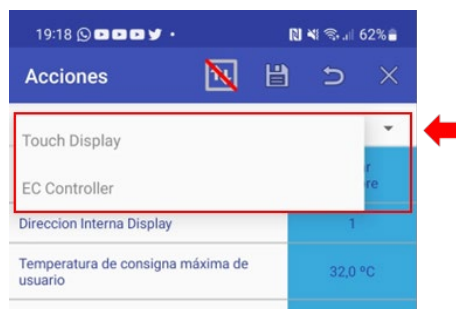 19:18 62%
Acciones
Touch Display
EC Controller
Direccion Interna Display 1
Temperatura de consigna máxima de 32,0 ºC
usuario